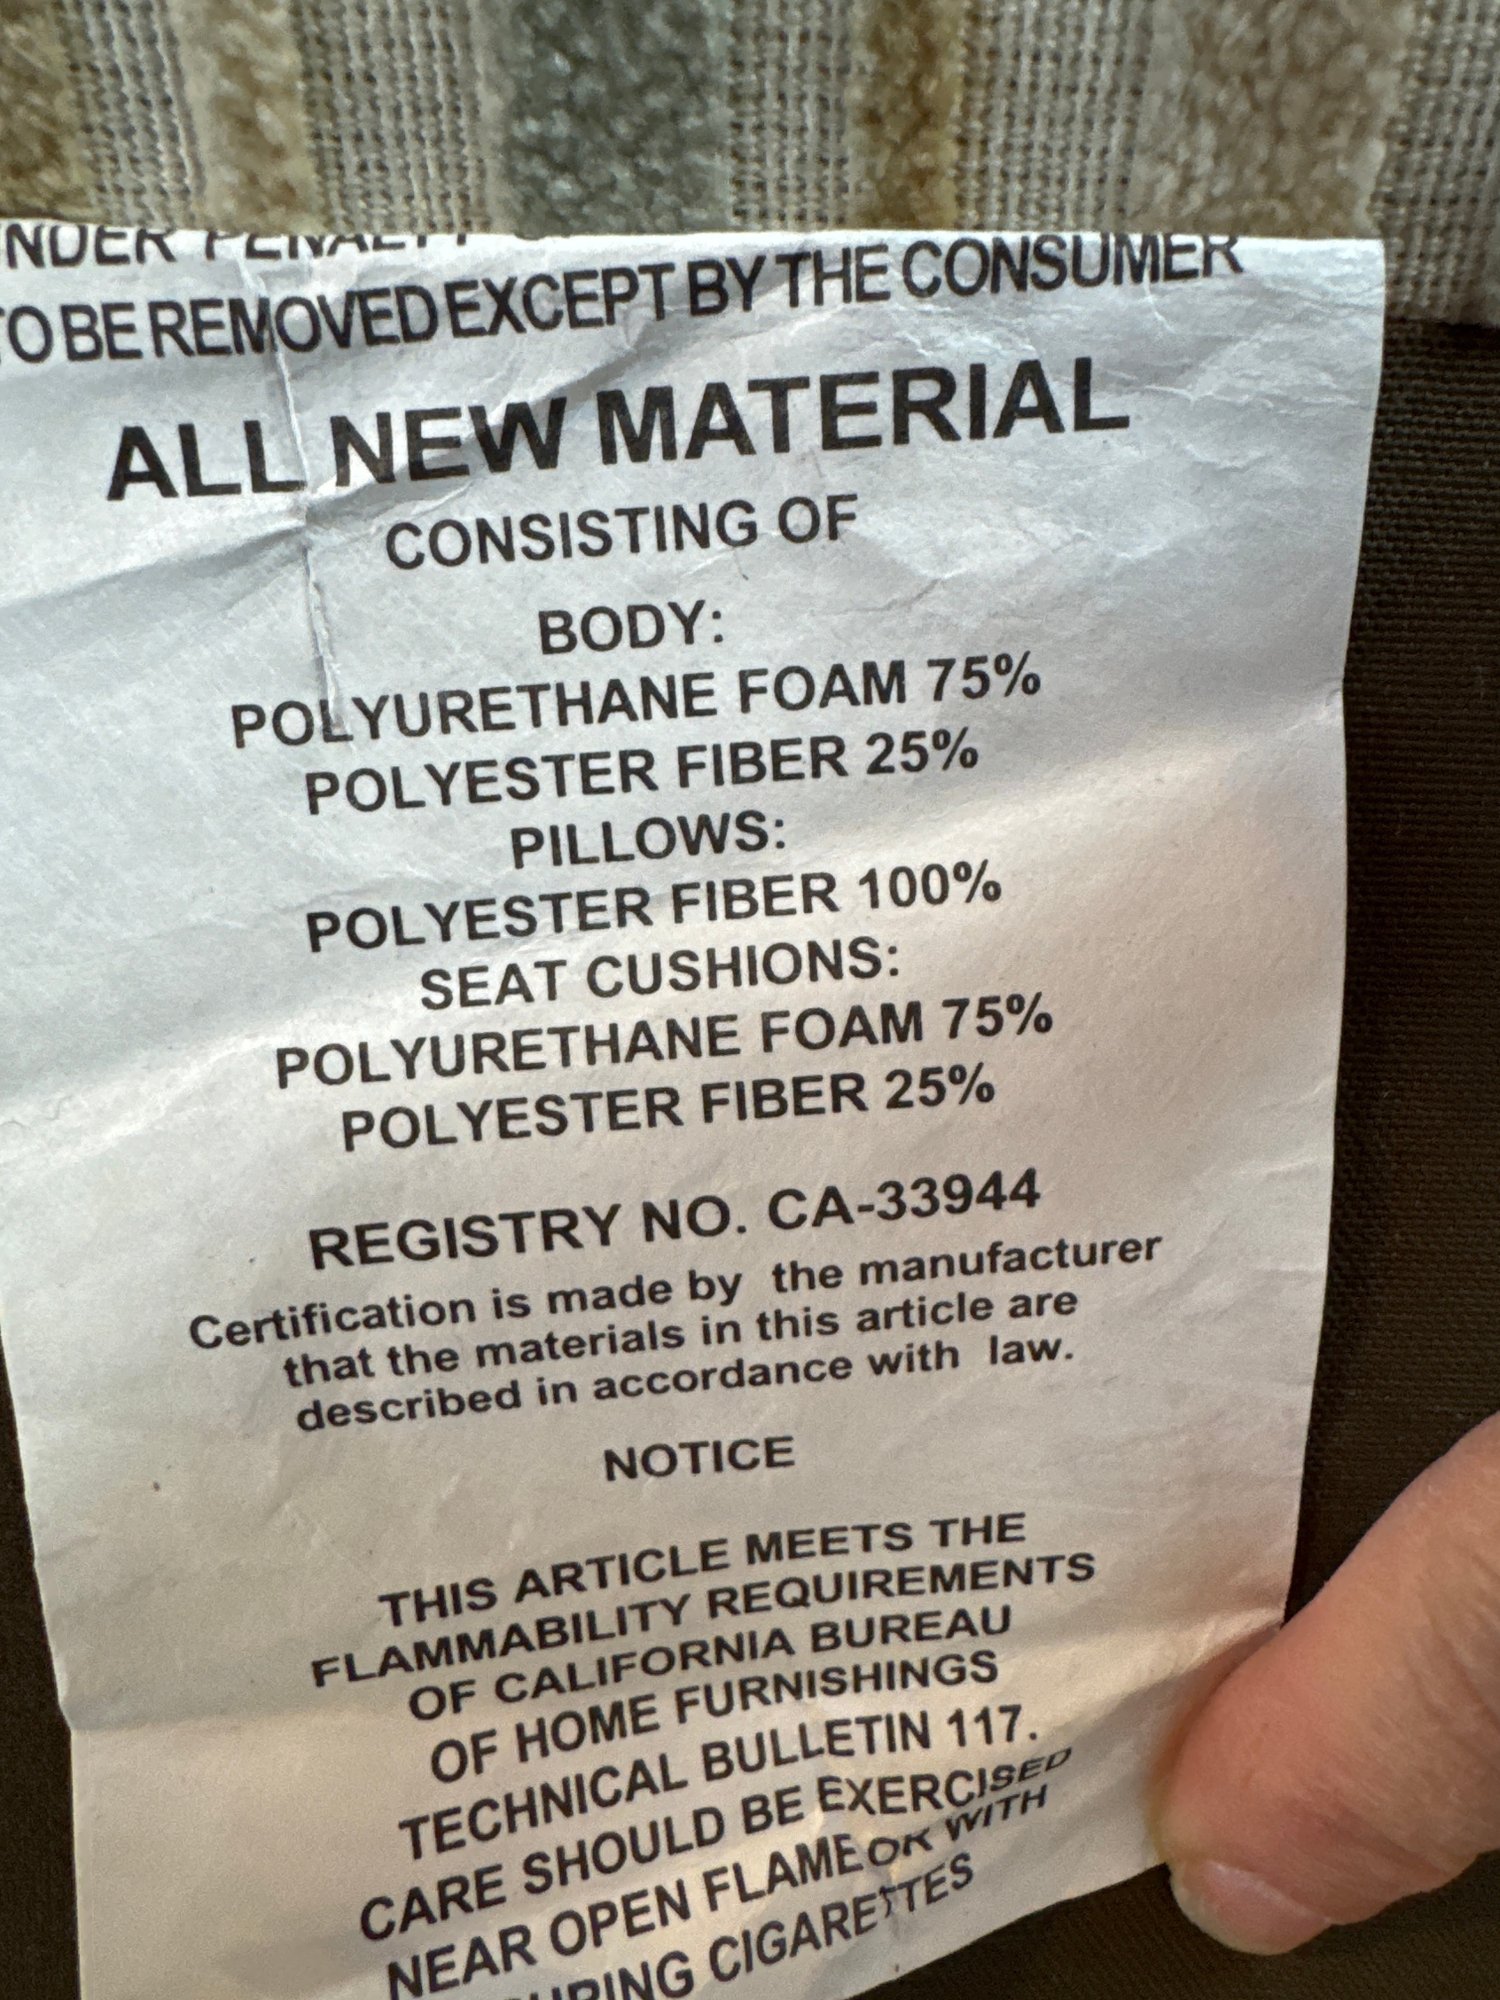 NDER PENALTY
TO BE REMOVED EXCEPT BY THE CONSUMER
ALL NEW MATERIAL
CONSISTING OF
BODY:
POLYURETHANE FOAM 75%
POLYESTER FIBER 25%
PILLOWS:
POLYESTER FIBER 100%
SEAT CUSHIONS:
POLYURETHANE FOAM 75%
POLYESTER FIBER 25%
REGISTRY NO. CA-33944
Certification is made by the manufacturer
that the materials in this article are
described in accordance with law.
NOTICE
THIS ARTICLE MEETS THE
FLAMMABILITY REQUIREMENTS
OF CALIFORNIA BUREAU
OF HOME FURNISHINGS
TECHNICAL BULLETIN 117.
CARE SHOULD BE EXERCISED
NEAR OPEN FLAME OR WITH
URING CIGARETTES